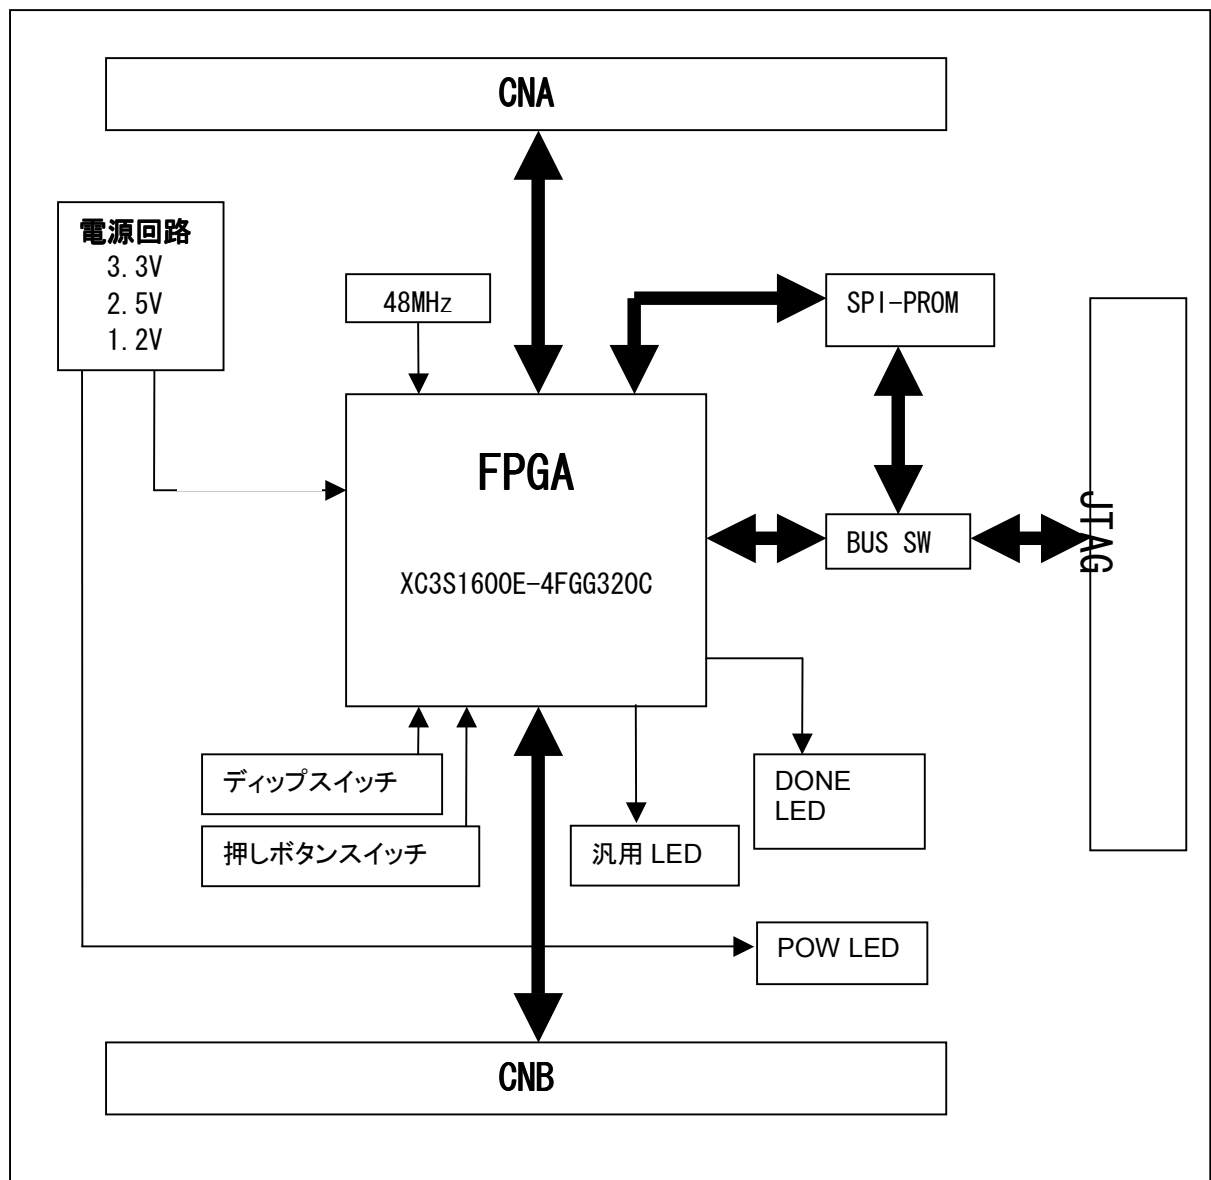 CNA
電源回路
3.3V
2.5V
1.2V
48MHz
SPI-PROM
FPGA
XC3S1600E-4FGG320C
BUS SW
JTAG
ディップスイッチ
押しボタンスイッチ
汎用 LED
DONE
LED
POW LED
CNB